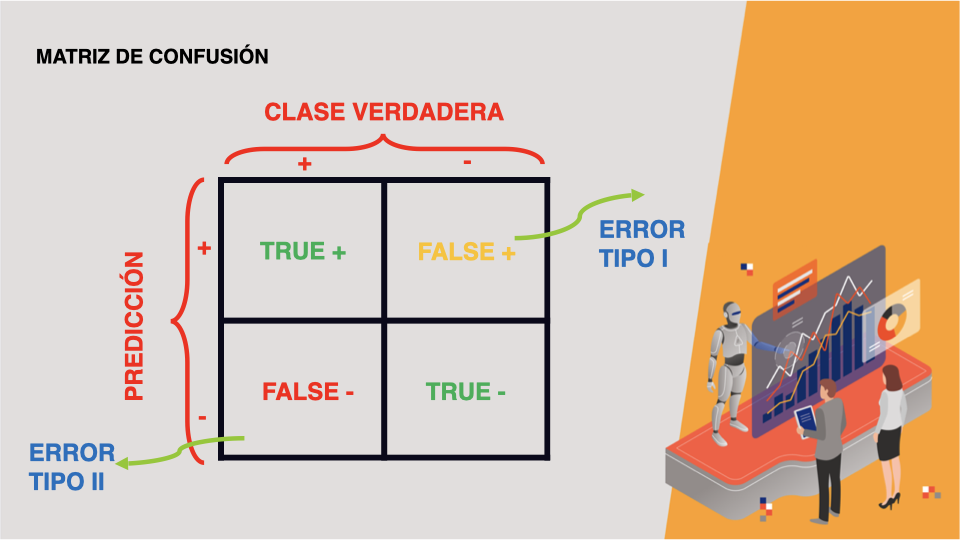 MATRIZ DE CONFUSIÓN
CLASE VERDADERA
+ -
PREDICCIÓN
+
TRUE +
FALSE +
ERROR
TIPO I
-
FALSE -
TRUE -
ERROR
TIPO II